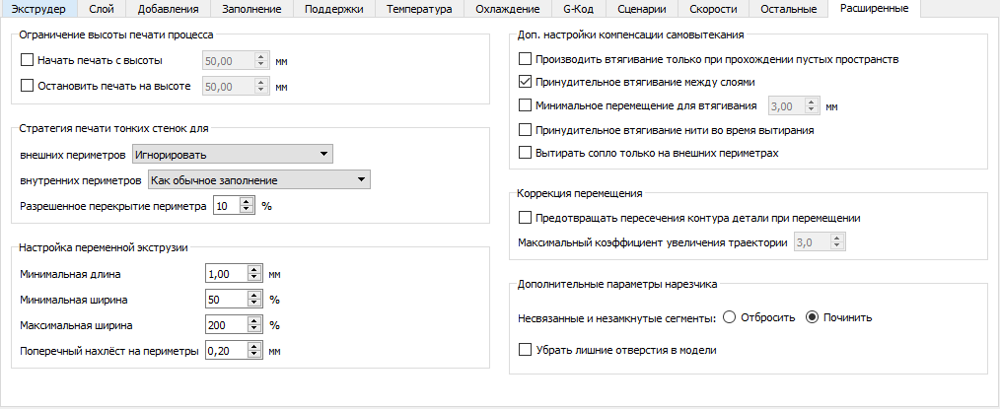 Экструдер Слой Добавления Заполнение Поддержки Температура Охлаждение G-Код Сценарии Скорости Остальные Расширенные
Ограничение высоты печати процесса
Начать печать с высоты 50,00 мм
Остановить печать на высоте 50,00 мм
Стратегия печати тонких стенок для
внешних периметров Игнорировать
внутренних периметров Как обычное заполнение
Разрешенное перекрытие периметра 10 %
Настройка переменной экструзии
Минимальная длина 1,00 мм
Минимальная ширина 50 %
Максимальная ширина 200 %
Поперечный нахлёст на периметры 0,20 мм
Доп. настройки компенсации самовытекания
Производить втягивание только при прохождении пустых пространств
Принудительное втягивание между слоями
Минимальное перемещение для втягивания 3,00 мм
Принудительное втягивание нити во время вытирания
Вытирать сопло только на внешних периметрах
Коррекция перемещения
Предотвращать пересечения контура детали при перемещении
Максимальный коэффициент увеличения траектории 3,0
Дополнительные параметры нарезчика
Несвязанные и незамкнутые сегменты: Отбросить Починить
Убрать лишние отверстия в модели